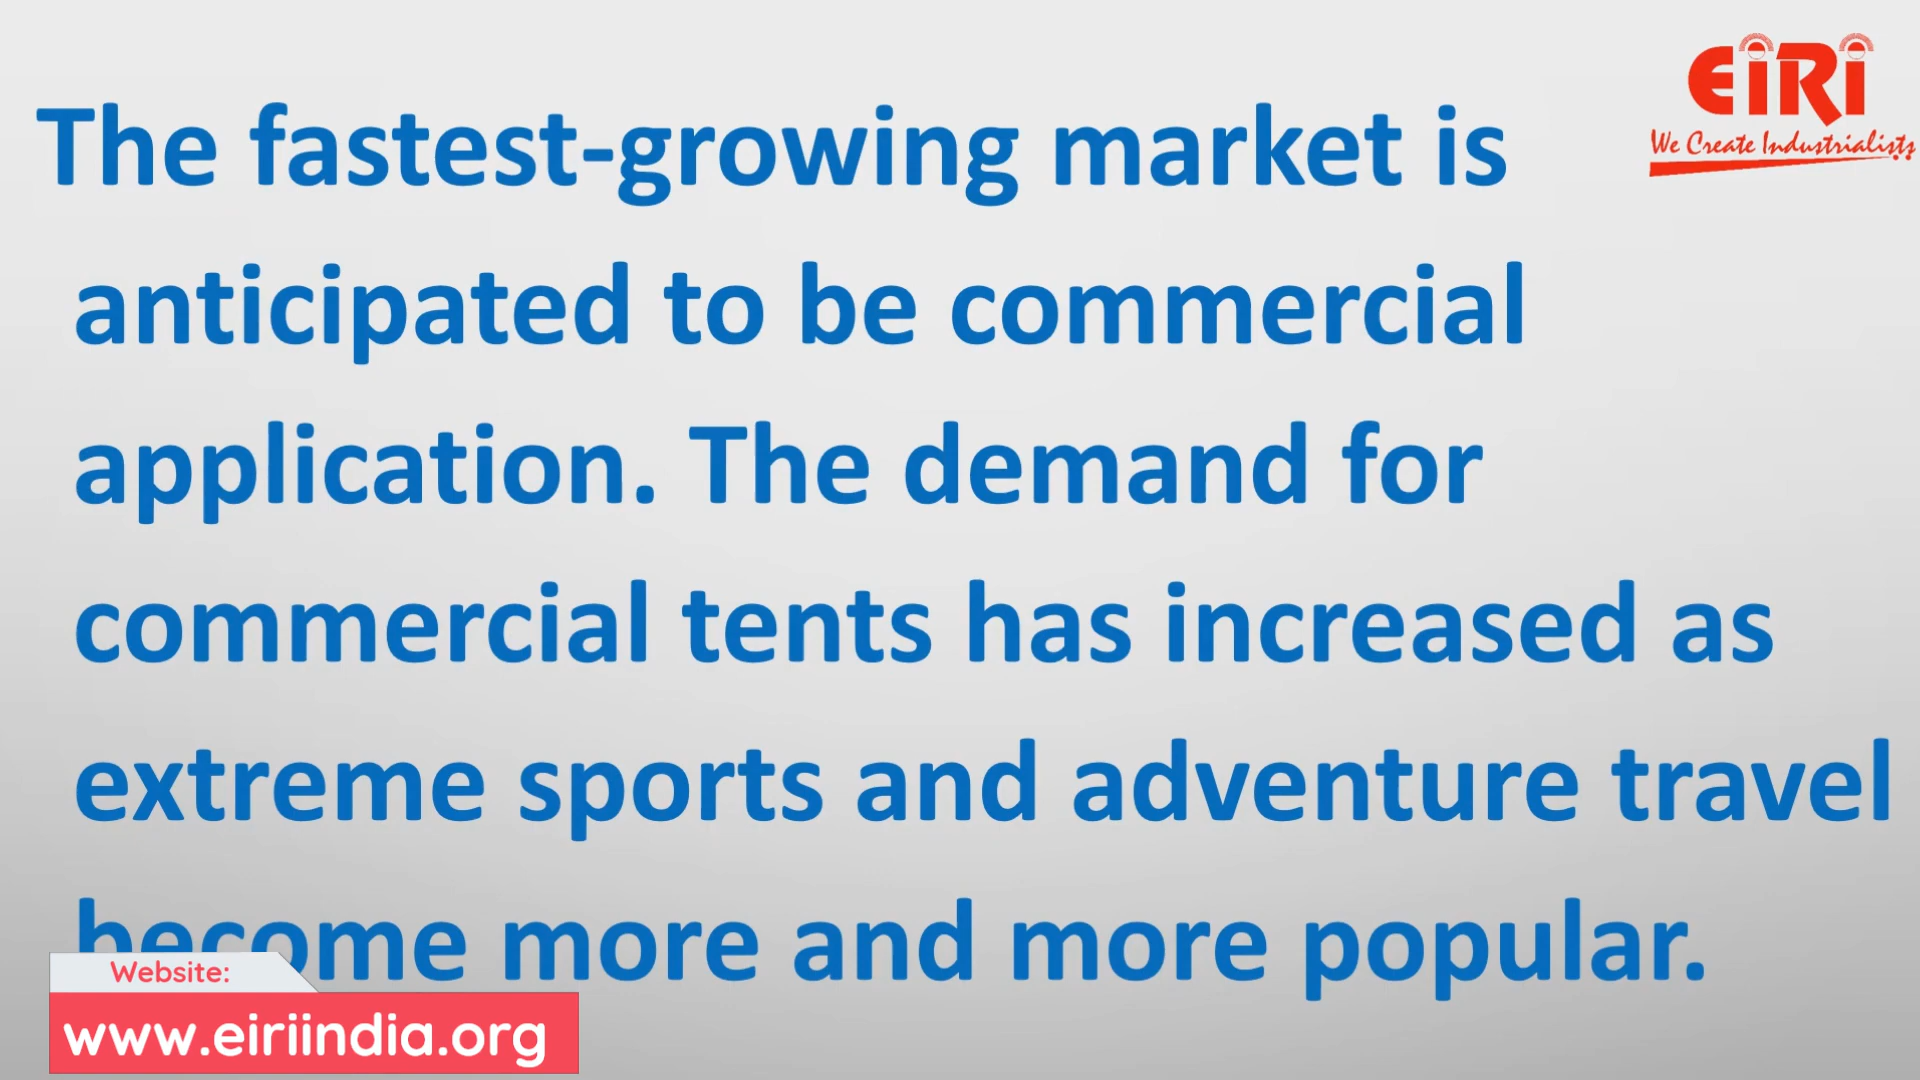 EiRi
We Create Industrialists
The fastest-growing market is
anticipated to be commercial
application. The demand for
commercial tents has increased as
extreme sports and adventure travel
become more and more popular.
Website:
www.eiriindia.org